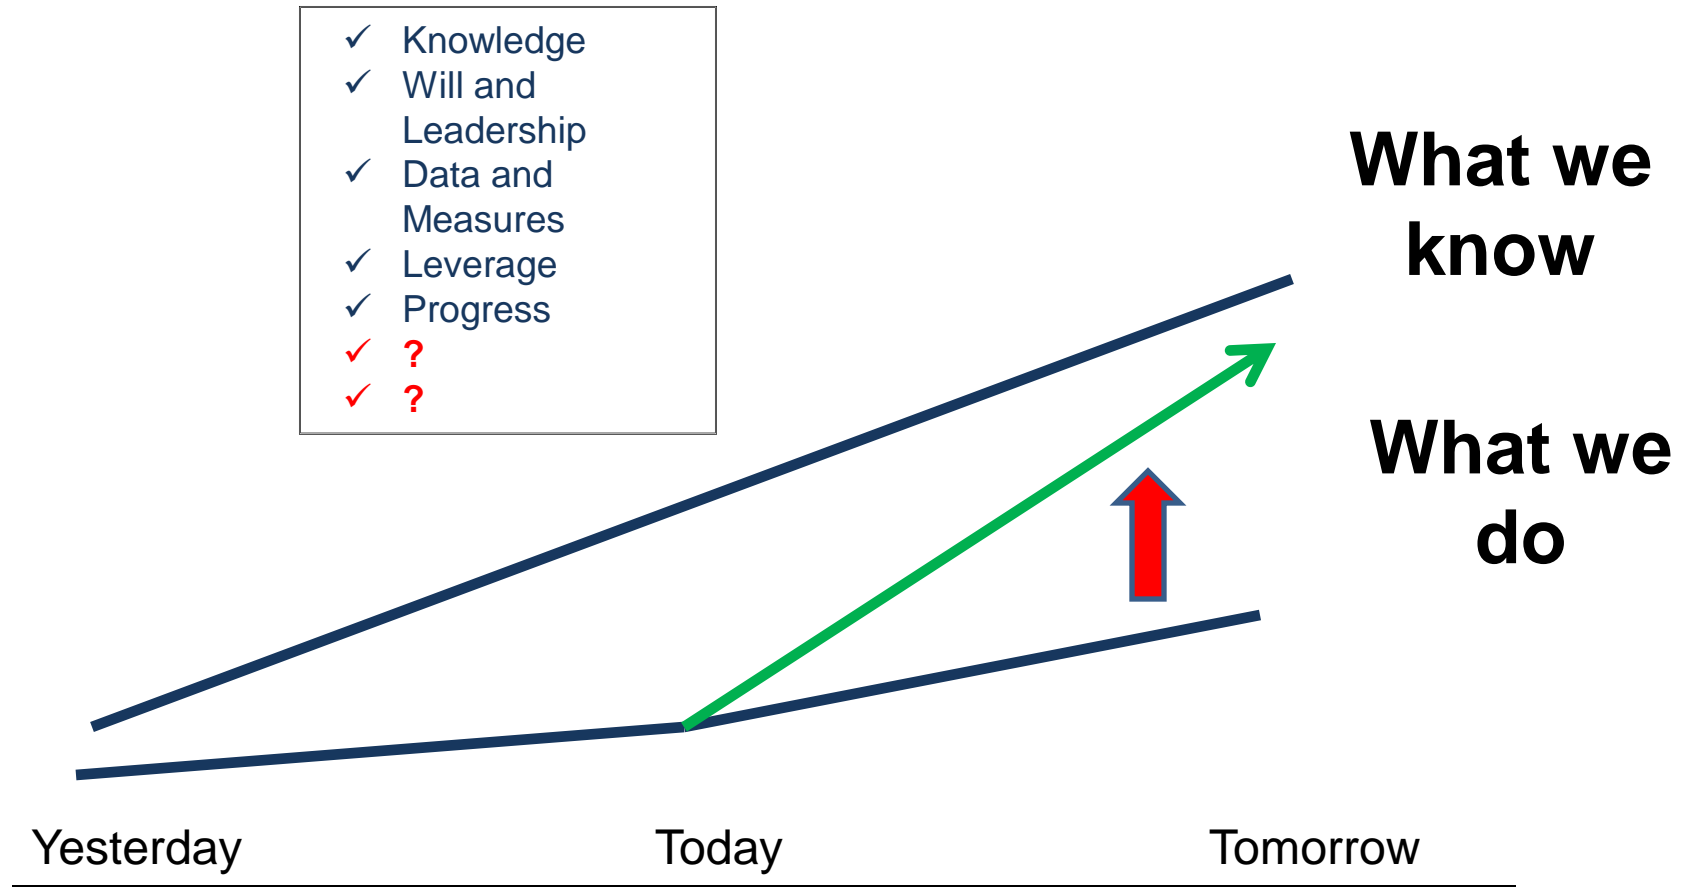 ✓ Knowledge
✓ Will and
Leadership
✓ Data and
Measures
✓ Leverage
✓ Progress
✓ ?
✓ ?
What we
know
What we
do
Yesterday Today Tomorrow